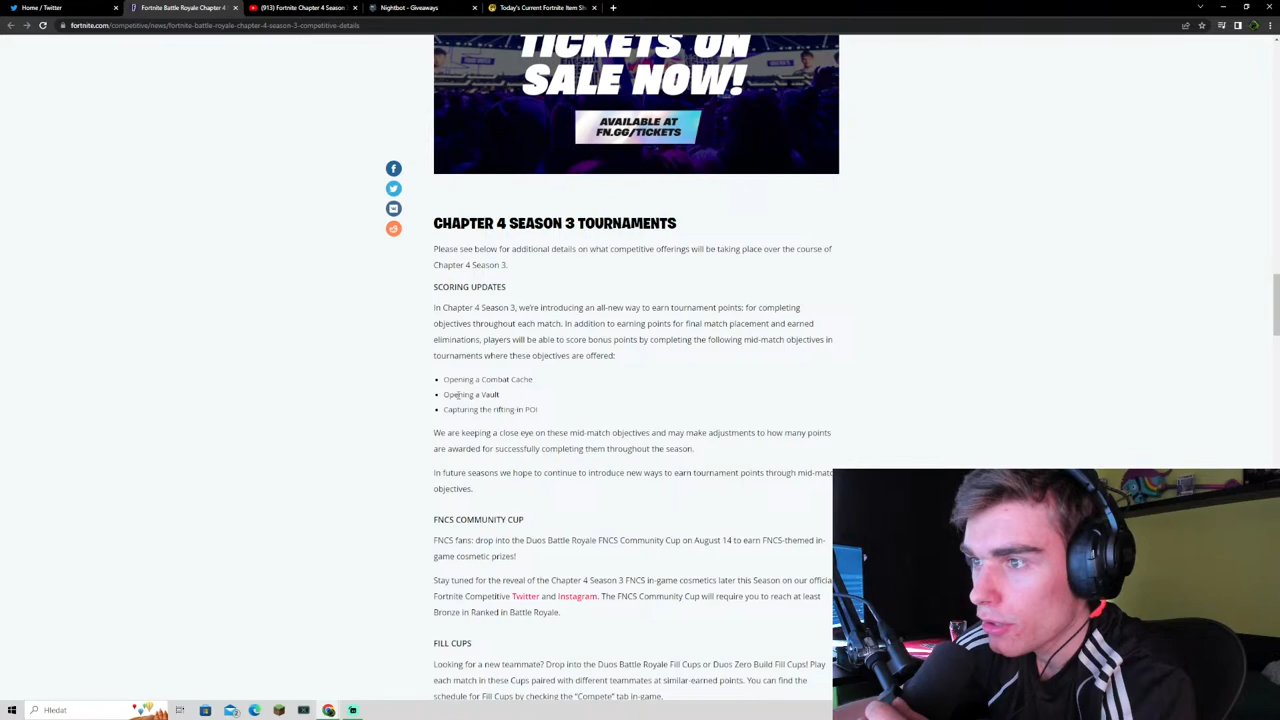 Home / Twitter
Fortnite Battle Royale Chapter 4
(913) Fortnite Chapter 4 Season
Nightbot - Giveaways
Today's Current Fortnite Item Sh
fortnite.com/competitive/news/fortnite-battle-royale-chapter-4-season-3-competitive-details
TICKETS ON
SALE NOW!
AVAILABLE AT
FN.GG/TICKETS
CHAPTER 4 SEASON 3 TOURNAMENTS
Please see below for additional details on what competitive offerings will be taking place over the course of
Chapter 4 Season 3.
SCORING UPDATES
In Chapter 4 Season 3, we're introducing an all-new way to earn tournament points: for completing
objectives throughout each match. In addition to earning points for final match placement and earned
eliminations, players will be able to score bonus points by completing the following mid-match objectives in
tournaments where these objectives are offered:
• Opening a Combat Cache
• Opening a Vault
• Capturing the rifting-in POI
We are keeping a close eye on these mid-match objectives and may make adjustments to how many points
are awarded for successfully completing them throughout the season.
In future seasons we hope to continue to introduce new ways to earn tournament points through mid-matc
objectives.
FNCS COMMUNITY CUP
FNCS fans: drop into the Duos Battle Royale FNCS Community Cup on August 14 to earn FNCS-themed in-
game cosmetic prizes!
Stay tuned for the reveal of the Chapter 4 Season 3 FNCS in-game cosmetics later this Season on our officia
Fortnite Competitive Twitter and Instagram. The FNCS Community Cup will require you to reach at least
Bronze in Ranked in Battle Royale.
FILL CUPS
Looking for a new teammate? Drop into the Duos Battle Royale Fill Cups or Duos Zero Build Fill Cups! Play
each match in these Cups paired with different teammates at similar-earned points. You can find the
schedule for Fill Cups by checking the "Compete" tab in-game.
Hledat